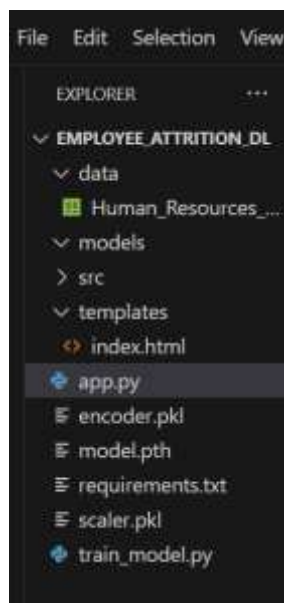 File Edit Selection View
EXPLORER ...
EMPLOYEE_ATTRITION_DL
data
Human_Resources_...
models
src
templates
index.html
app.py
encoder.pkl
model.pth
requirements.txt
scaler.pkl
train_model.py